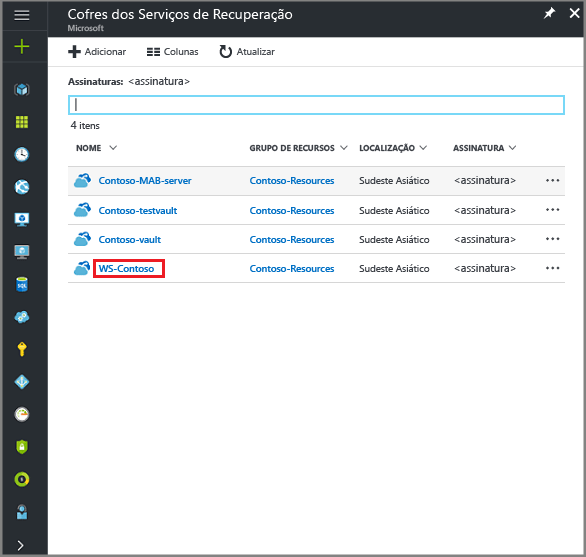 Cofres dos Serviços de Recuperação
Microsoft
Adicionar Colunas Atualizar
Assinaturas: <assinatura>
4 itens
NOME GRUPO DE RECURSOS LOCALIZAÇÃO ASSINATURA
Contoso-MAB-server Contoso-Resources Sudeste Asiático <assinatura> ...
Contoso-testvault Contoso-Resources Sudeste Asiático <assinatura> ...
Contoso-vault Contoso-Resources Sudeste Asiático <assinatura> ...
WS-Contoso Contoso-Resources Sudeste Asiático <assinatura> ...
SQL